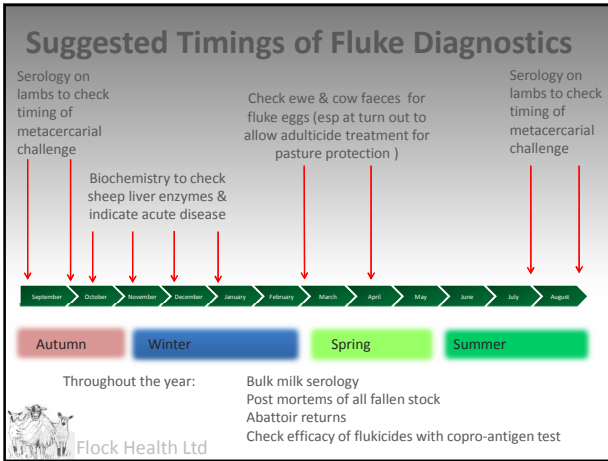 Suggested Timings of Fluke Diagnostics
Serology on
lambs to check
timing of
metacercarial
challenge
Biochemistry to check
sheep liver enzymes &
indicate acute disease
Check ewe & cow faeces for
fluke eggs (esp at turn out to
allow adulticide treatment for
pasture protection )
Serology on
lambs to check
timing of
metacercarial
challenge
September October November December January February March April May June July August
Autumn Winter Spring Summer
Throughout the year: Bulk milk serology
Post mortems of all fallen stock
Abattoir returns
Check efficacy of flukicides with copro-antigen test
Flock Health Ltd